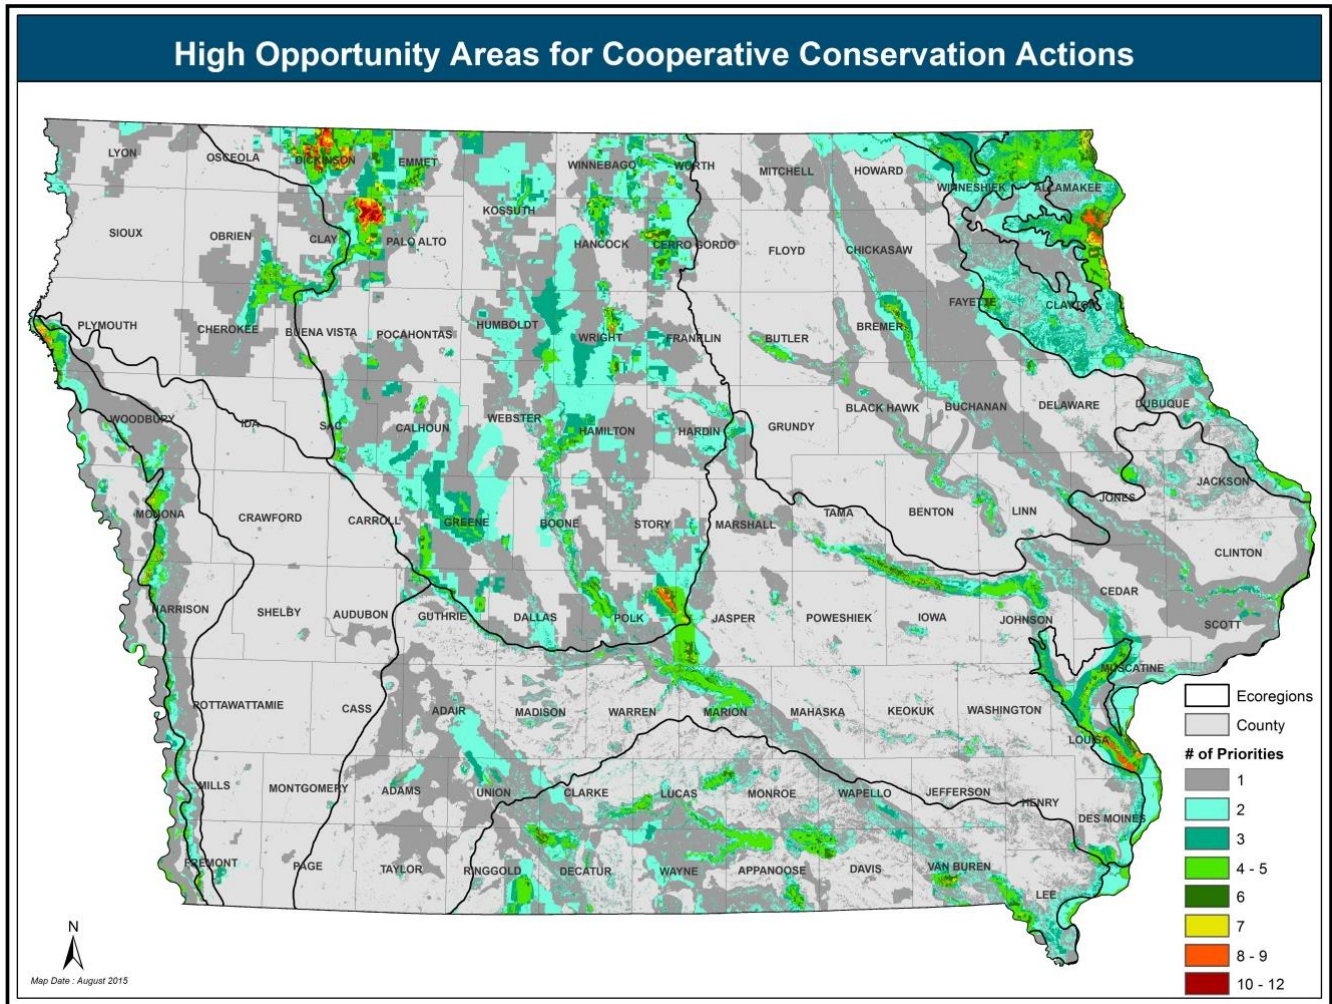 High Opportunity Areas for Cooperative Conservation Actions
LYON
OSCEOLA
DICKINSON
EMMET
WINNEBAGO
WORTH
MITCHELL
HOWARD
WINNESHIEK
ALLAMAKEE
SIOUX
OBRIEN
CLAY
PALO ALTO
KOSSUTH
HANCOCK
CERRO GORDO
FLOYD
CHICKASAW
FAYETTE
CLAYTON
PLYMOUTH
CHEROKEE
BUENA VISTA
POCAHONTAS
HUMBOLDT
WRIGHT
FRANKLIN
BUTLER
BREMER
WOODBURY
IDA
SAC
CALHOUN
WEBSTER
HAMILTON
HARDIN
GRUNDY
BLACK HAWK
BUCHANAN
DELAWARE
DUBUQUE
MONONA
CRAWFORD
CARROLL
GREENE
BOONE
STORY
MARSHALL
TAMA
BENTON
LINN
JONES
JACKSON
CLINTON
HARRISON
SHELBY
AUDUBON
GUTHRIE
DALLAS
POLK
JASPER
POWESHIEK
IOWA
JOHNSON
CEDAR
SCOTT
MUSCATINE
POTTAWATTAMIE
CASS
ADAIR
MADISON
WARREN
MARION
MAHASKA
KEOKUK
WASHINGTON
LOUISA
MILLS
MONTGOMERY
ADAMS
UNION
CLARKE
LUCAS
MONROE
WAPELLO
JEFFERSON
HENRY
DES MOINES
FREMONT
PAGE
TAYLOR
RINGGOLD
DECATUR
WAYNE
APPANOOSE
DAVIS
VAN BUREN
LEE
Ecoregions
County
# of Priorities
1
2
3
4 - 5
6
7
8 - 9
10 - 12
N
Map Date : August 2015